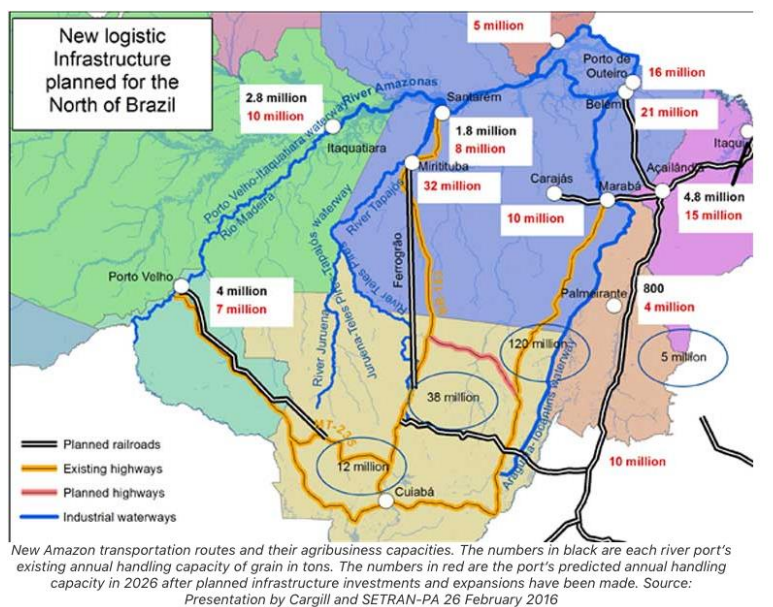 New logistic
Infrastructure
planned for the
North of Brazil
5 million
Porto de
Outeiro
16 million
Belém
21 million
2.8 million
10 million
River Amazonas
Santarém
Itaquatiara
1.8 million
8 million
Miritituba
32 million
Porto Velho-Itaquatiara waterway
Rio Madeira
Carajás
Marabá
Açailândia
Itaqui
10 million
4.8 million
15 million
River Tapajós
Ferrogrão
River Teles Pires
Juruena-Teles Pires-Tapajós waterway
River Juruena
Porto Velho
4 million
7 million
Palmeirante
800
4 million
120 million
5 million
38 million
Araguaia-Tocantins waterway
12 million
Cuiabá
10 million
Planned railroads
Existing highways
Planned highways
Industrial waterways
New Amazon transportation routes and their agribusiness capacities. The numbers in black are each river port's
existing annual handling capacity of grain in tons. The numbers in red are the port's predicted annual handling
capacity in 2026 after planned infrastructure investments and expansions have been made. Source:
Presentation by Cargill and SETRAN-PA 26 February 2016